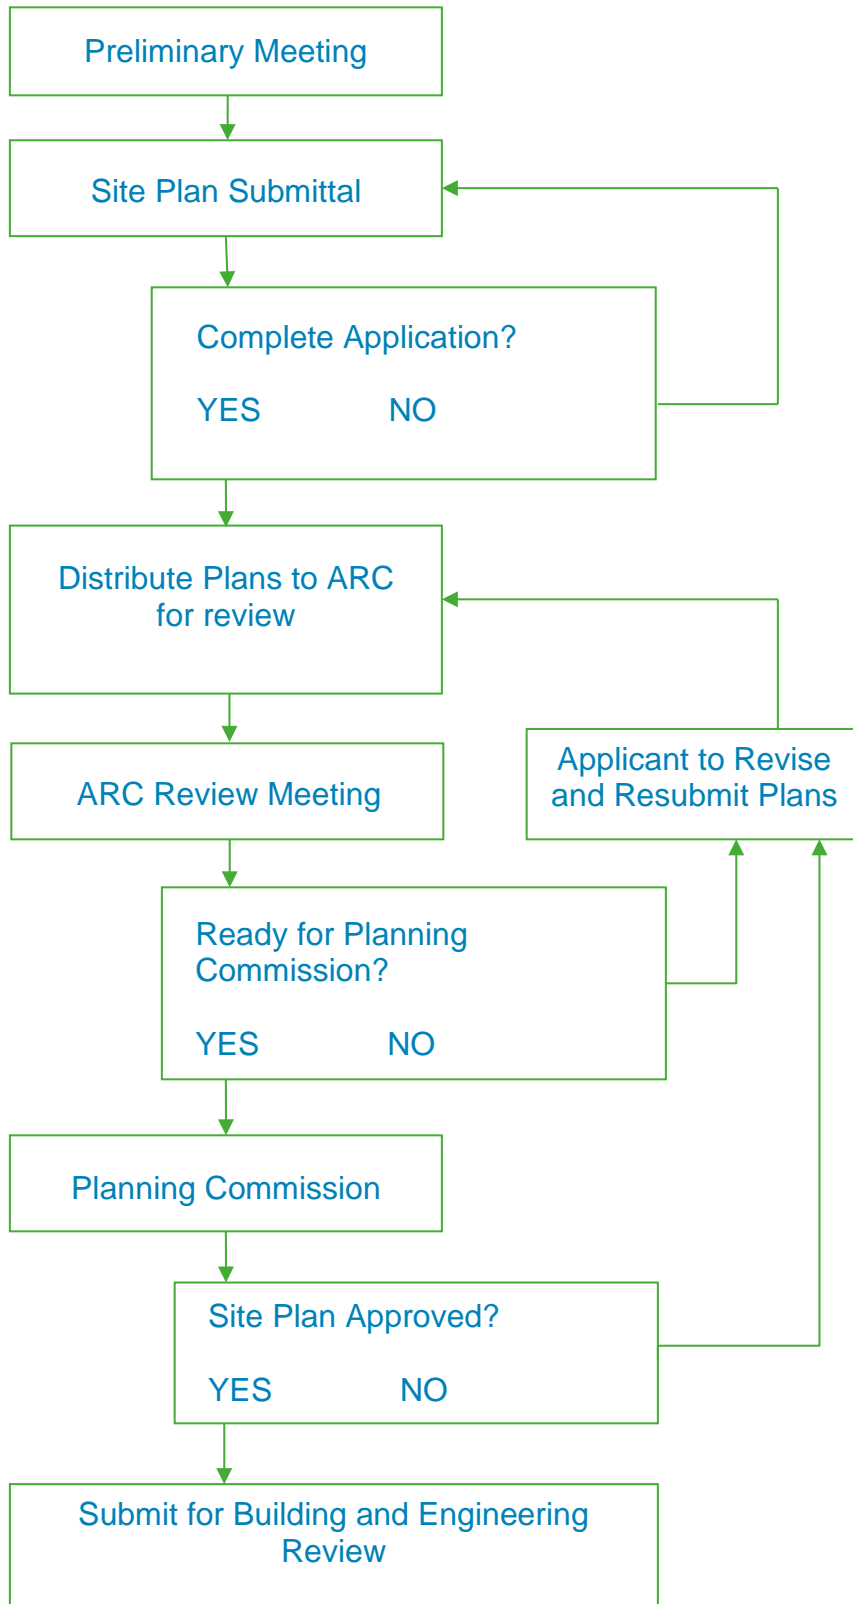 Preliminary Meeting
Site Plan Submittal
Complete Application?
YES NO
Distribute Plans to ARC
for review
ARC Review Meeting
Applicant to Revise
and Resubmit Plans
Ready for Planning
Commission?
YES NO
Planning Commission
Site Plan Approved?
YES NO
Submit for Building and Engineering
Review